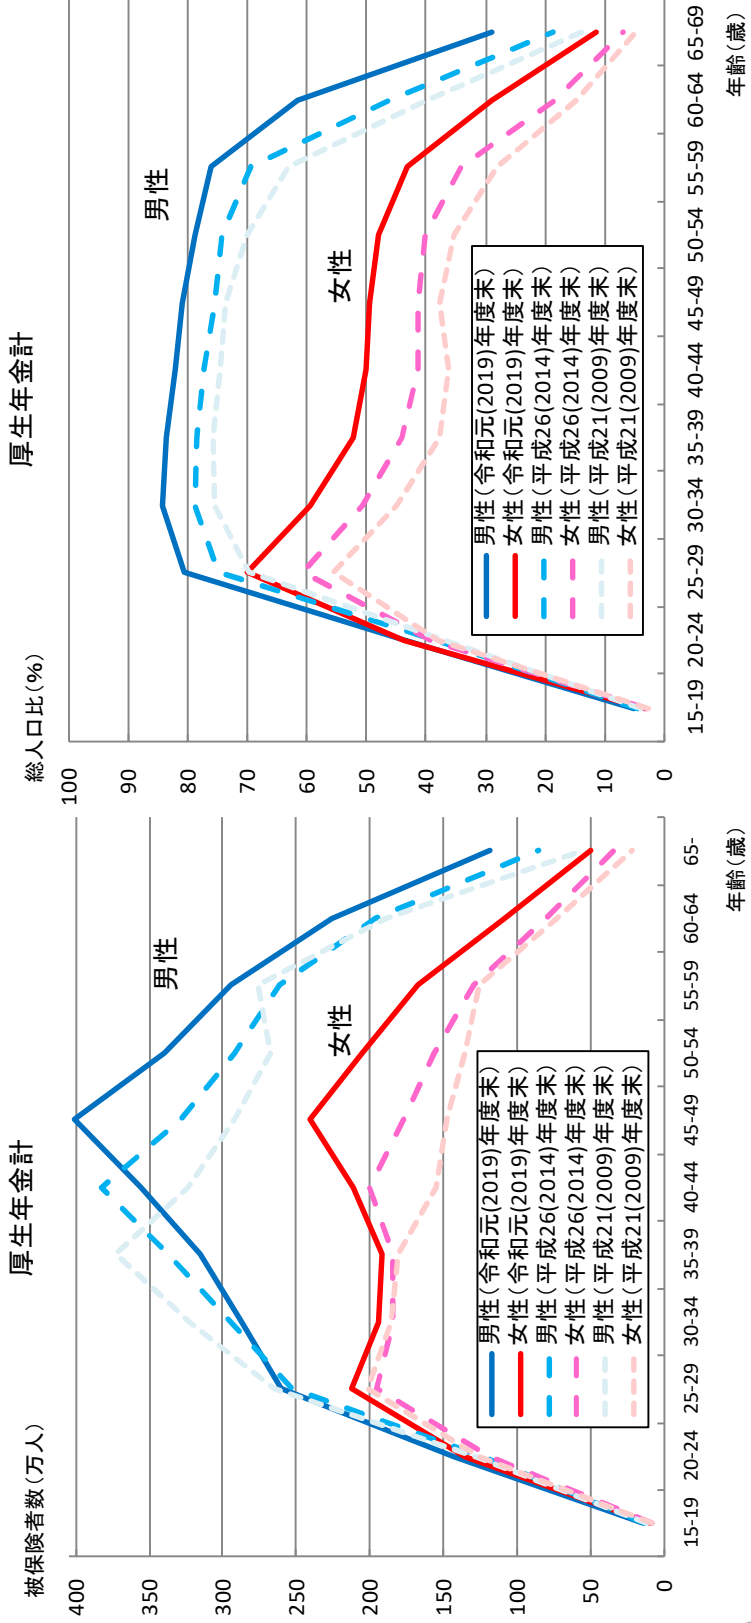 厚生年金計
被保険者数(万人)
400
350
300
250
200
150
100
50
0
男性
女性
男性(令和元(2019)年度末)
女性(令和元(2019)年度末)
男性(平成26(2014)年度末)
女性(平成26(2014)年度末)
男性(平成21(2009)年度末)
女性(平成21(2009)年度末)
15-19 20-24 25-29 30-34 35-39 40-44 45-49 50-54 55-59 60-64 65-
年齢(歳)
厚生年金計
総人口比(%)
100
90
80
70
60
50
40
30
20
10
0
男性
女性
男性(令和元(2019)年度末)
女性(令和元(2019)年度末)
男性(平成26(2014)年度末)
女性(平成26(2014)年度末)
男性(平成21(2009)年度末)
女性(平成21(2009)年度末)
15-19 20-24 25-29 30-34 35-39 40-44 45-49 50-54 55-59 60-64 65-69
年齢(歳)